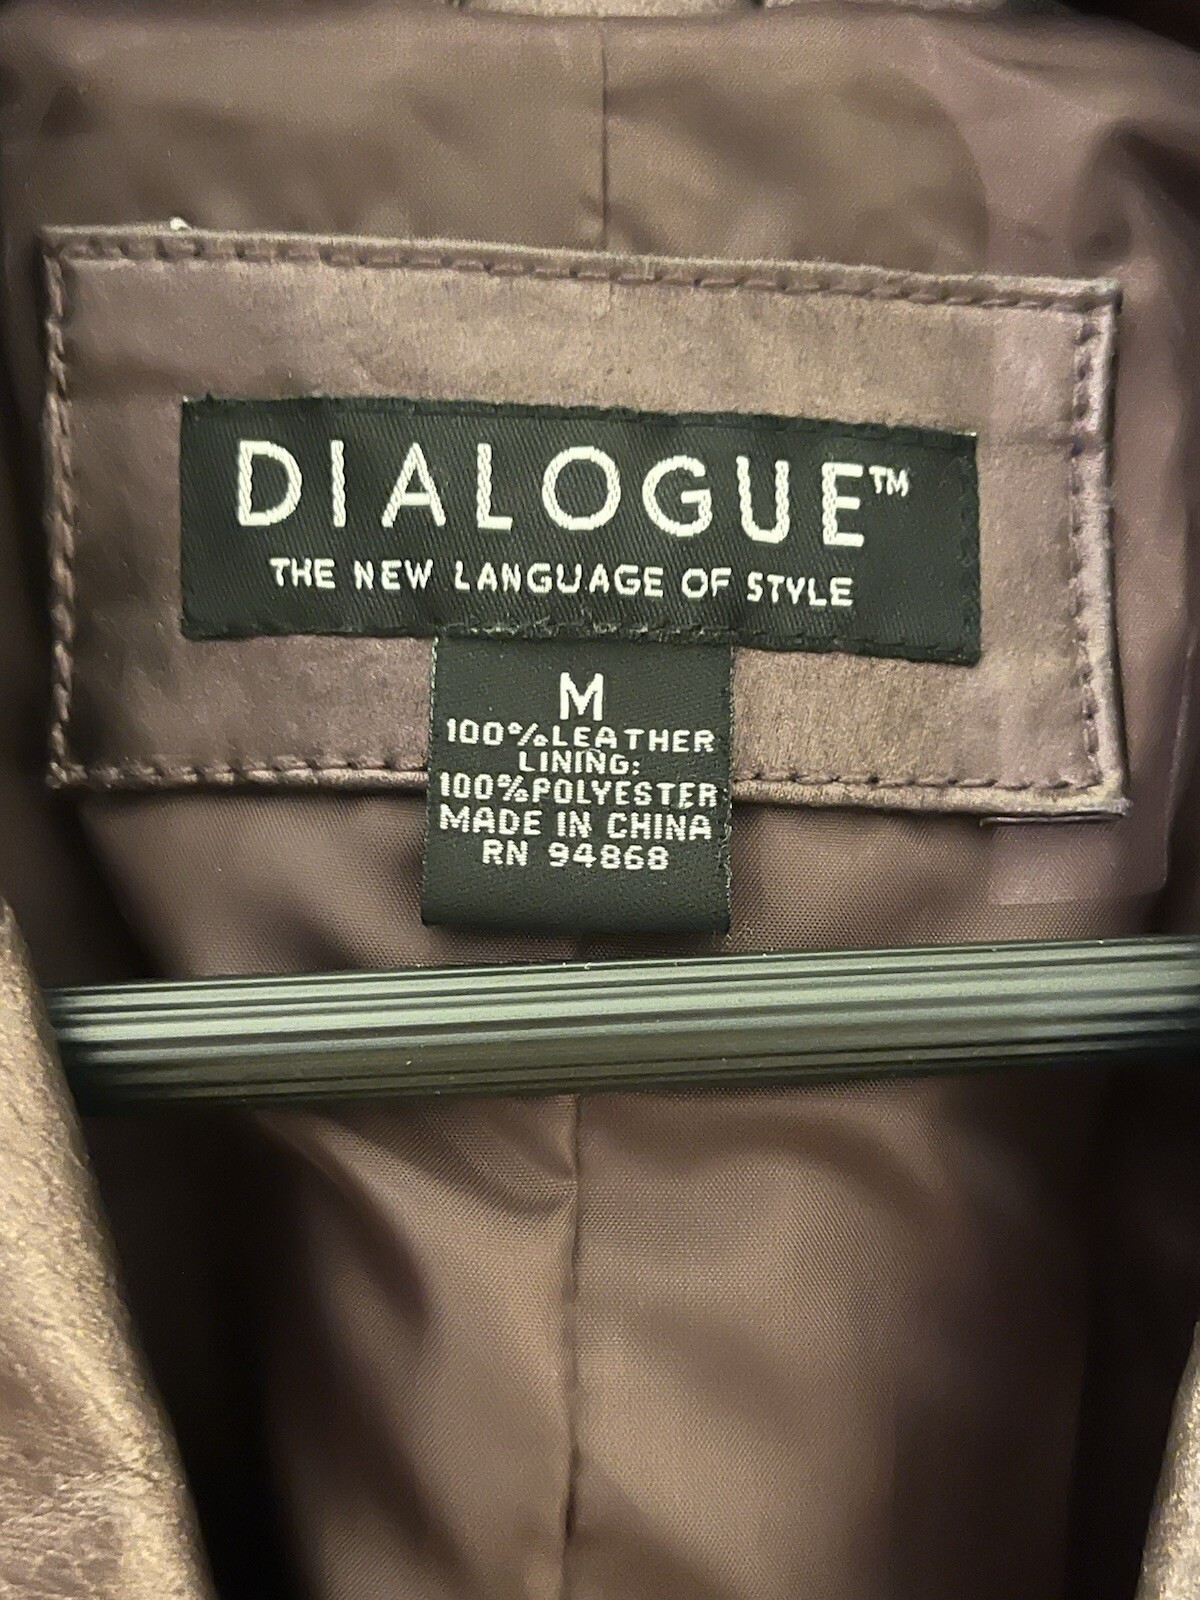 DIALOGUE™
THE NEW LANGUAGE OF STYLE
M
100%LEATHER
LINING:
100%POLYESTER
MADE IN CHINA
RN 94868